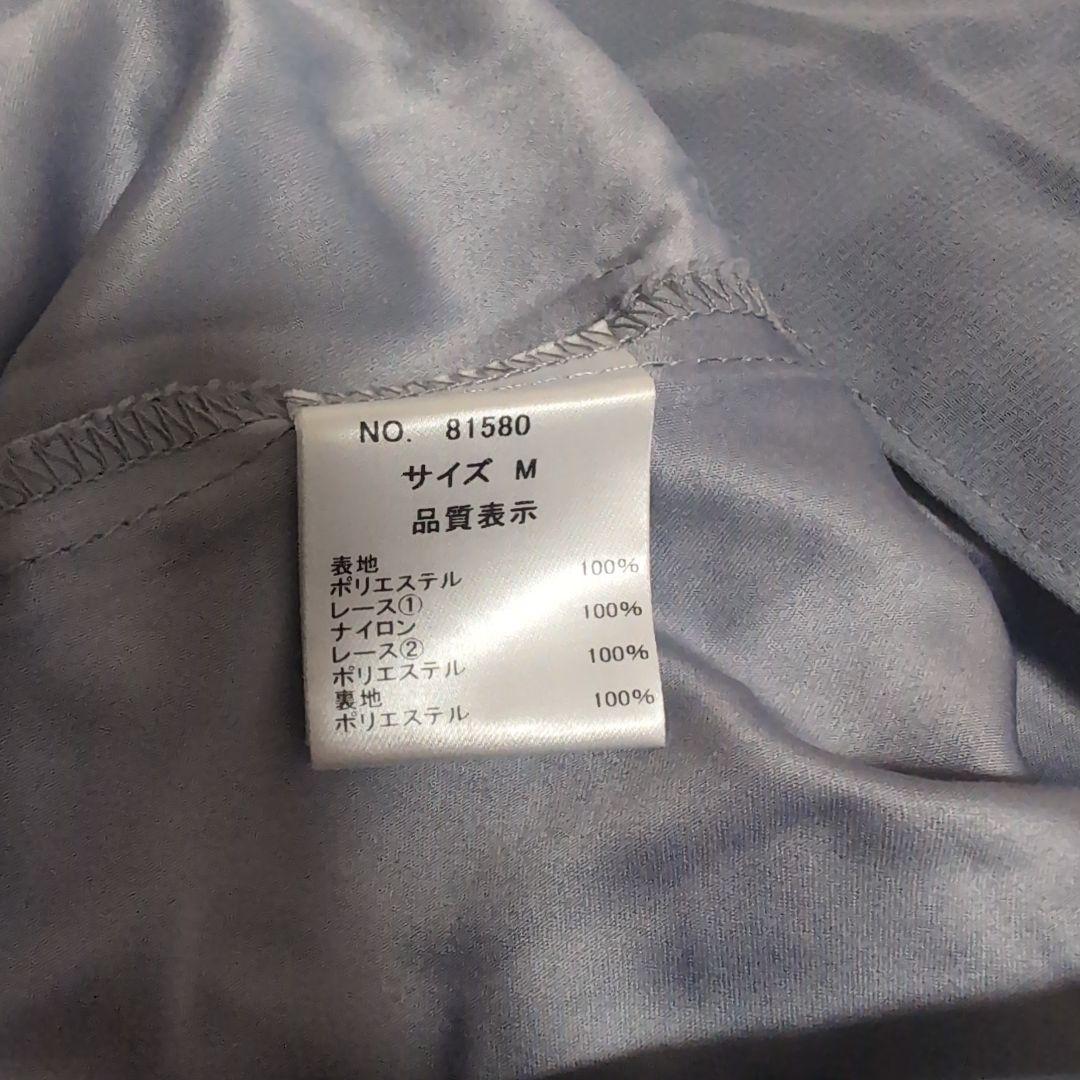 NO. 81580
サイズ M
品質表示
表地
ポリエステル 100%
レース①
ナイロン 100%
レース②
ポリエステル 100%
裏地
ポリエステル 100%